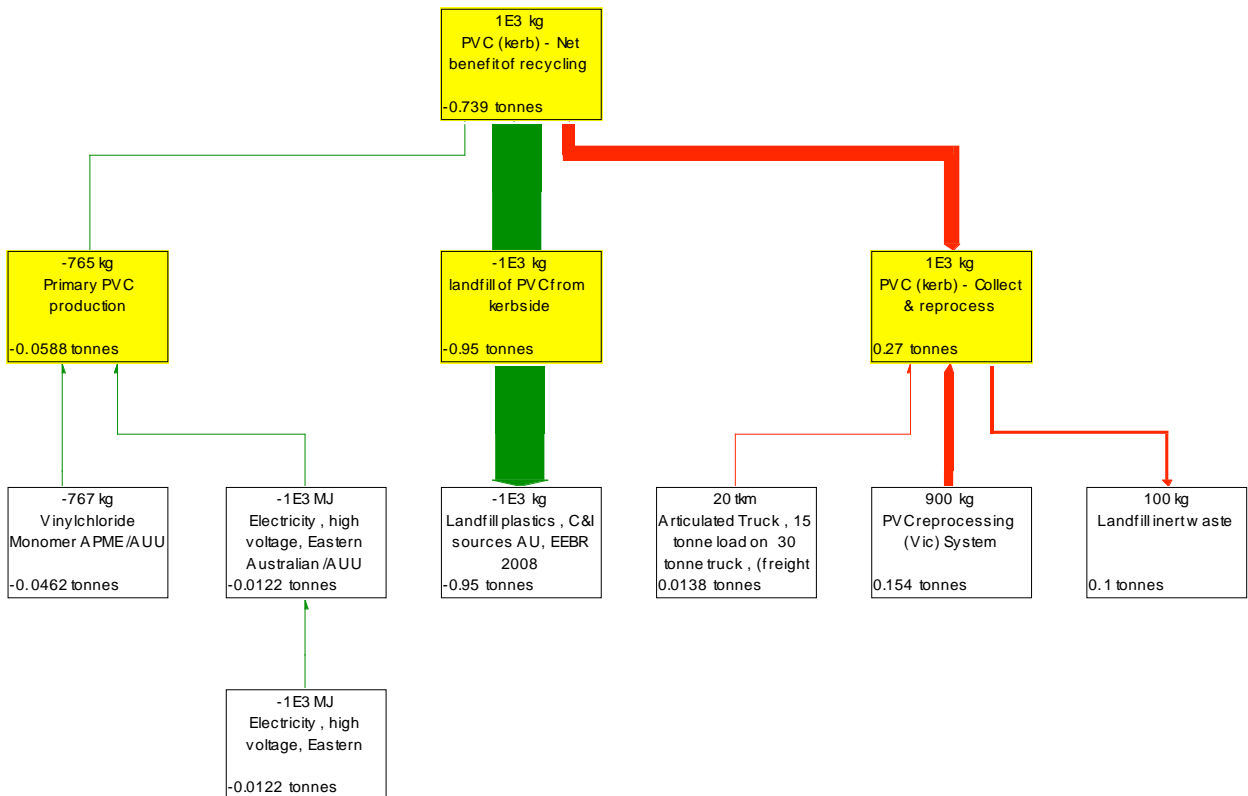 1E3 kg
PVC (kerb) - Net
benefit of recycling
-0.739 tonnes
-765 kg
Primary PVC
production
-0.0588 tonnes
-1E3 kg
landfill of PVC from
kerbside
-0.95 tonnes
1E3 kg
PVC (kerb) - Collect
& reprocess
0.27 tonnes
-767 kg
Vinylchloride
Monomer APME/AUU
-0.0462 tonnes
-1E3 MJ
Electricity, high
voltage, Eastern
Australian/AUU
-0.0122 tonnes
-1E3 kg
Landfill plastics, C&I
sources AU, EEBR
2008
-0.95 tonnes
20 tkm
Articulated Truck, 15
tonne load on 30
tonne truck, (freight
0.0138 tonnes
900 kg
PVC reprocessing
(Vic) System
0.154 tonnes
100 kg
Landfill inert waste
0.1 tonnes
-1E3 MJ
Electricity, high
voltage, Eastern
-0.0122 tonnes